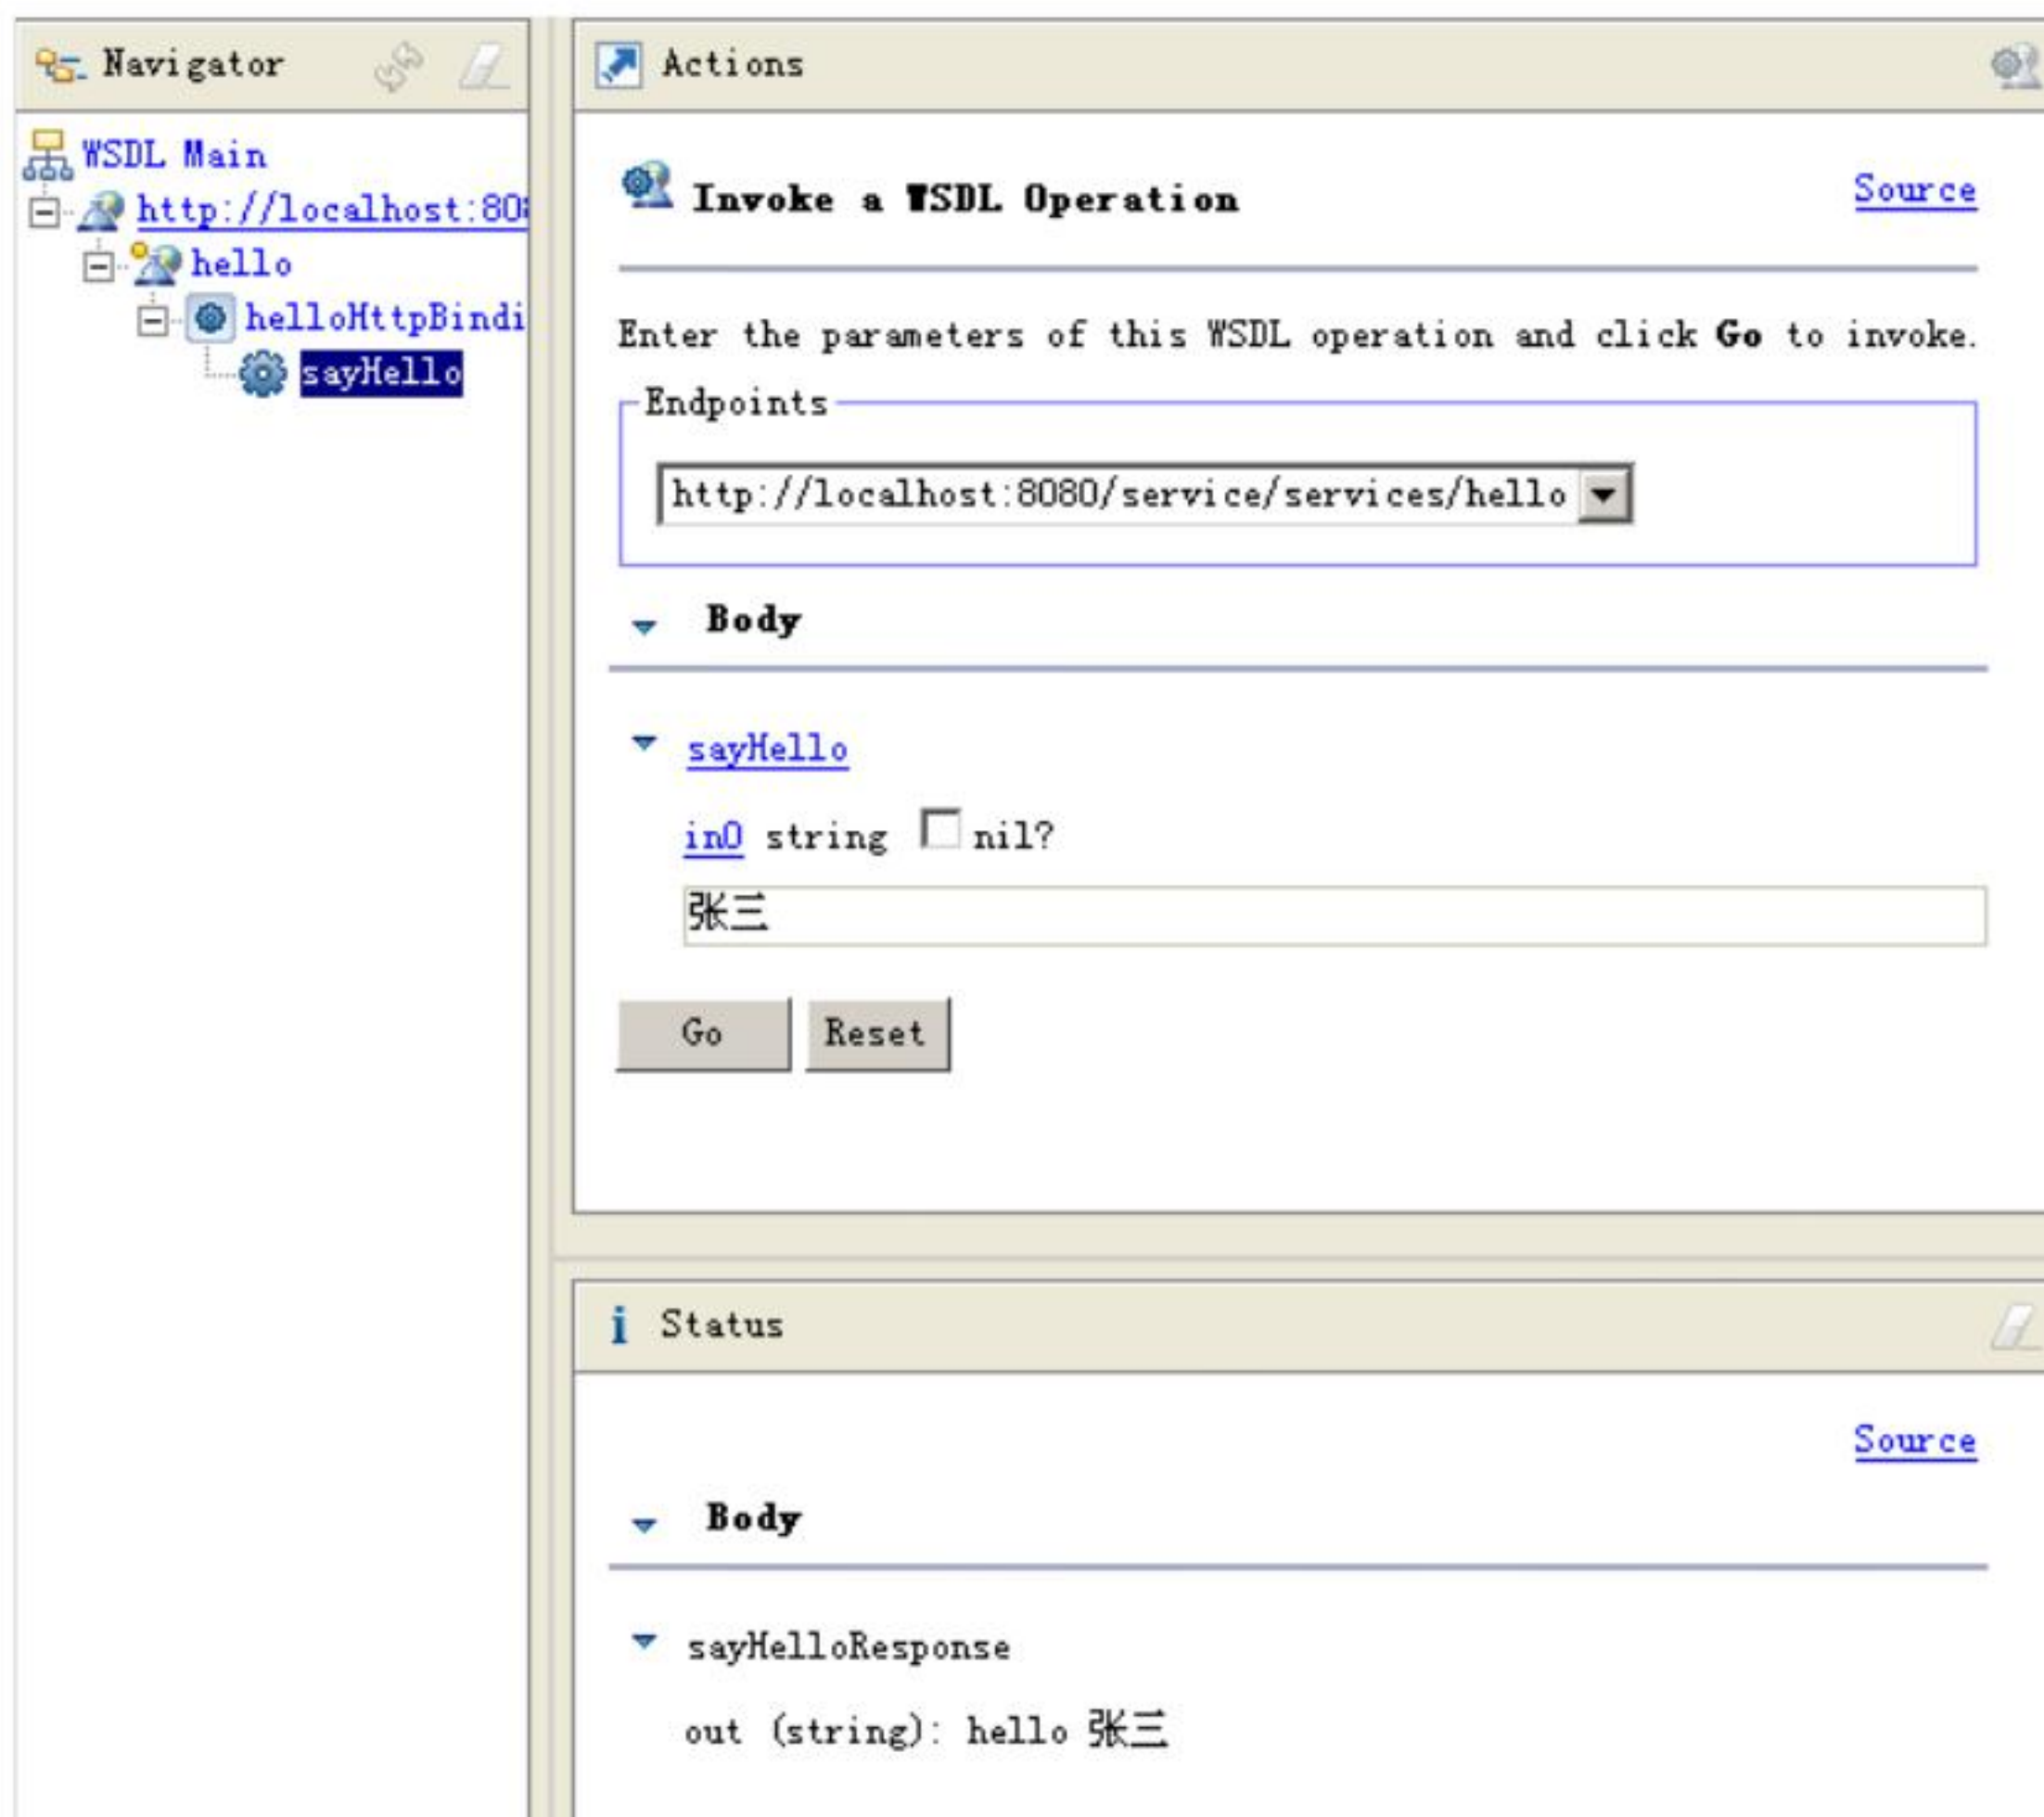 Navigator
WSDL Main
http://localhost:80
hello
helloHttpBindi
sayHello
Actions
Invoke a WSDL Operation
Source
Enter the parameters of this WSDL operation and click Go to invoke.
Endpoints
http://localhost:8080/service/services/hello
Body
sayHello
in0 string nil?
张三
Go Reset
i Status
Source
Body
sayHelloResponse
out (string): hello 张三